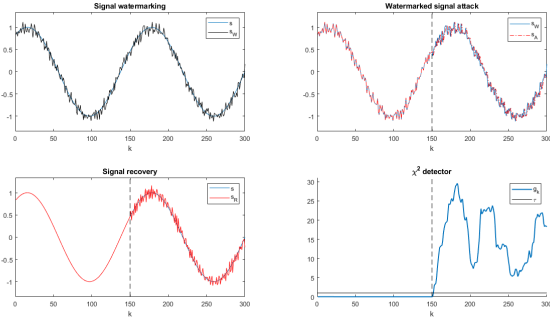 Signal watermarking
1
0.5
0
-0.5
-1
0 50 100 150 200 250 300
k
s
s_W
Watermarked signal attack
1
0.5
0
-0.5
-1
0 50 100 150 200 250 300
k
s_W
s_A
Signal recovery
1
0.5
0
-0.5
-1
0 50 100 150 200 250 300
k
s
s_R
χ² detector
30
25
20
15
10
5
0
0 50 100 150 200 250 300
k
g_k
τ